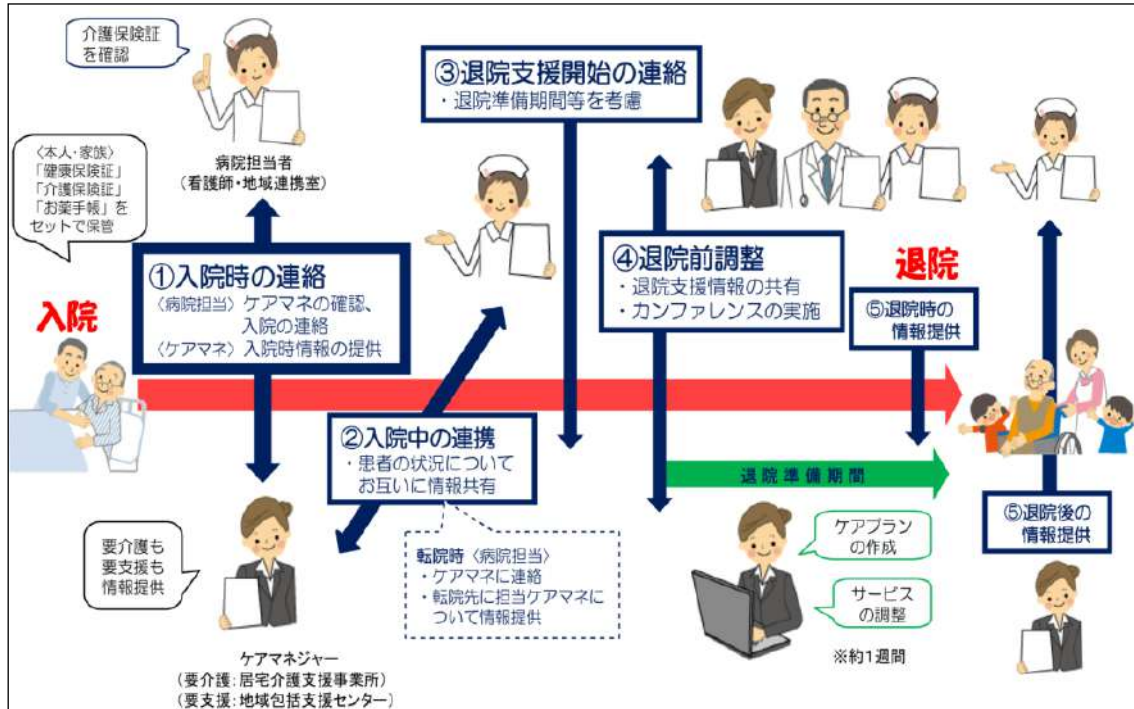 介護保険証
を確認
病院担当者
(看護師・地域連携室)
〈本人・家族〉
「健康保険証」
「介護保険証」
「お薬手帳」を
セットで保管
入院
①入院時の連絡
〈病院担当〉ケアマネの確認、
入院の連絡
〈ケアマネ〉入院時情報の提供
②入院中の連携
・患者の状況について
お互いに情報共有
転院時〈病院担当〉
・ケアマネに連絡
・転院先に担当ケアマネに
ついて情報提供
要介護も
要支援も
情報提供
ケアマネジャー
(要介護:居宅介護支援事業所)
(要支援:地域包括支援センター)
③退院支援開始の連絡
・退院準備期間等を考慮
④退院前調整
・退院支援情報の共有
・カンファレンスの実施
退院準備期間
ケアプラン
の作成
サービス
の調整
※約1週間
退院
⑤退院時の
情報提供
⑤退院後の
情報提供